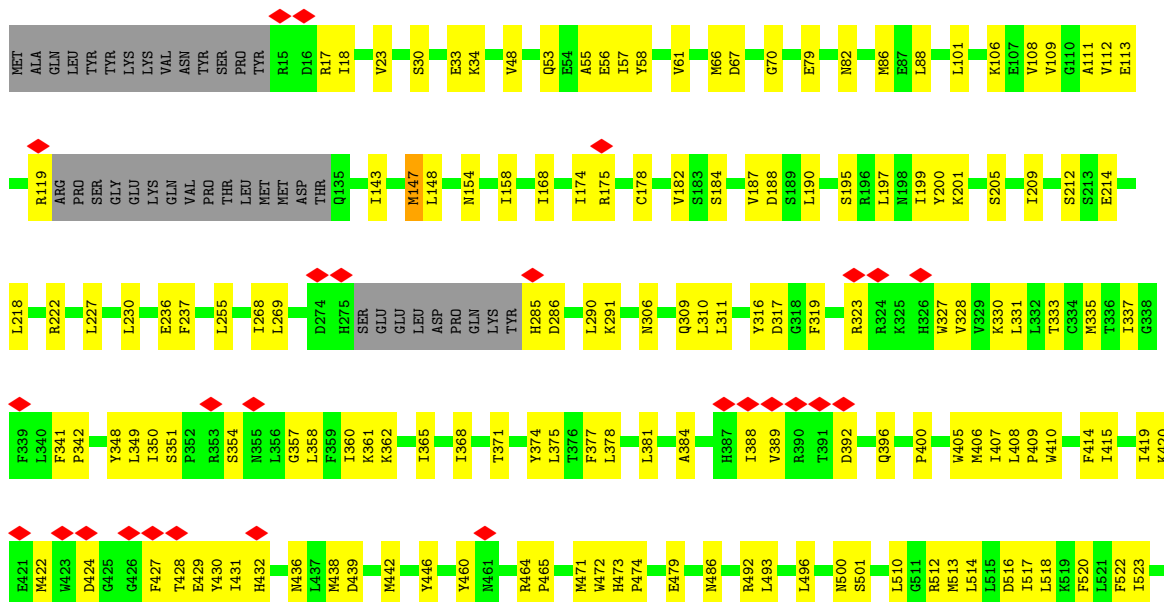 MET ALA GLN LEU TYR TYR LYS LYS VAL ASN TYR SER PRO TYR R15 D16 R17 I18 V23 S30 E33 K34 V48 Q53 E54 A55 E56 I57 Y58 V61 M66 D67 G70 E79 N82 M86 E87 L88 L101 K106 E107 V108 V109 G110 A111 V112 E113
R119 ARG PRO SER GLY GLU LYS GLN VAL PRO THR LEU MET MET ASP THR Q135 I143 M147 L148 N154 I158 I168 I174 R175 C178 V182 S183 S184 V187 D188 S189 L190 S195 R196 L197 N198 I199 Y200 K201 S205 I209 S212 S213 E214
L218 R222 L227 L230 E236 F237 L255 I268 L269 D274 H275 SER GLU GLU LEU ASP PRO GLN LYS TYR H285 D286 L290 K291 N306 Q309 L310 L311 Y316 D317 G318 F319 R323 R324 K325 H326 W327 V328 V329 K330 L331 L332 T333 C334 M335 T336 I337 G338
F339 L340 F341 P342 Y348 L349 I350 S351 P352 R353 S354 N355 L356 G357 L358 F359 I360 K361 K362 I365 I368 T371 Y374 L375 T376 F377 L378 L381 A384 H387 I388 V389 R390 T391 D392 Q396 P400 W405 M406 I407 L408 P409 W410 F414 I415 I419 K420
E421 M422 W423 D424 G425 G426 F427 T428 E429 Y430 I431 H432 N436 L437 M438 D439 M442 Y446 Y460 N461 R464 P465 M471 W472 H473 P474 E479 N486 R492 L493 L496 N500 S501 L510 G511 R512 M513 L514 L515 D516 I517 L518 K519 F520 L521 F522 I523